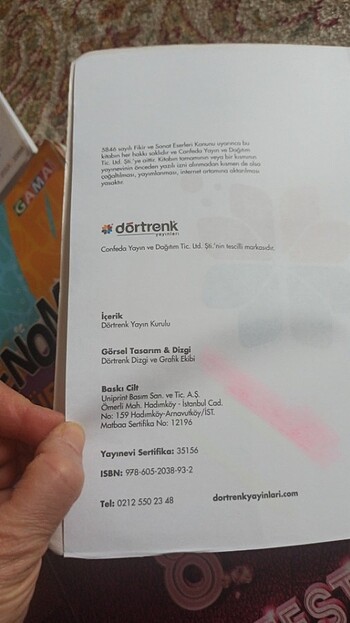 5846 sayılı Fikir ve Sanat Eserleri Kanunu uyarınca bu
kitabın her hakkı saklıdır ve Confeda Yayın ve Dağıtım
Tic. Ltd. Şti.'ye aittir. Kitabın tamamının veya bir kısmının
yayınevinin önceden yazılı izni alınmadan kısmen de olsa
çoğaltılması, yayımlanması, internet ortamına aktarılması
yasaktır.
dörtrenk
yayınları
Confeda Yayın ve Dağıtım Tic. Ltd. Şti.'nin tescilli markasıdır.
İçerik
Dörtrenk Yayın Kurulu
Görsel Tasarım & Dizgi
Dörtrenk Dizgi ve Grafik Ekibi
Baskı Cilt
Uniprint Basım San. ve Tic. A.Ş.
Ömerli Mah. Hadımköy - İstanbul Cad.
No: 159 Hadımköy-Arnavutköy/İST.
Matbaa Sertifika No: 12196
Yayınevi Sertifika: 35156
ISBN: 978-605-2038-93-2
Tel: 0212 550 23 48
dortrenkyayinlari.com
GAMA